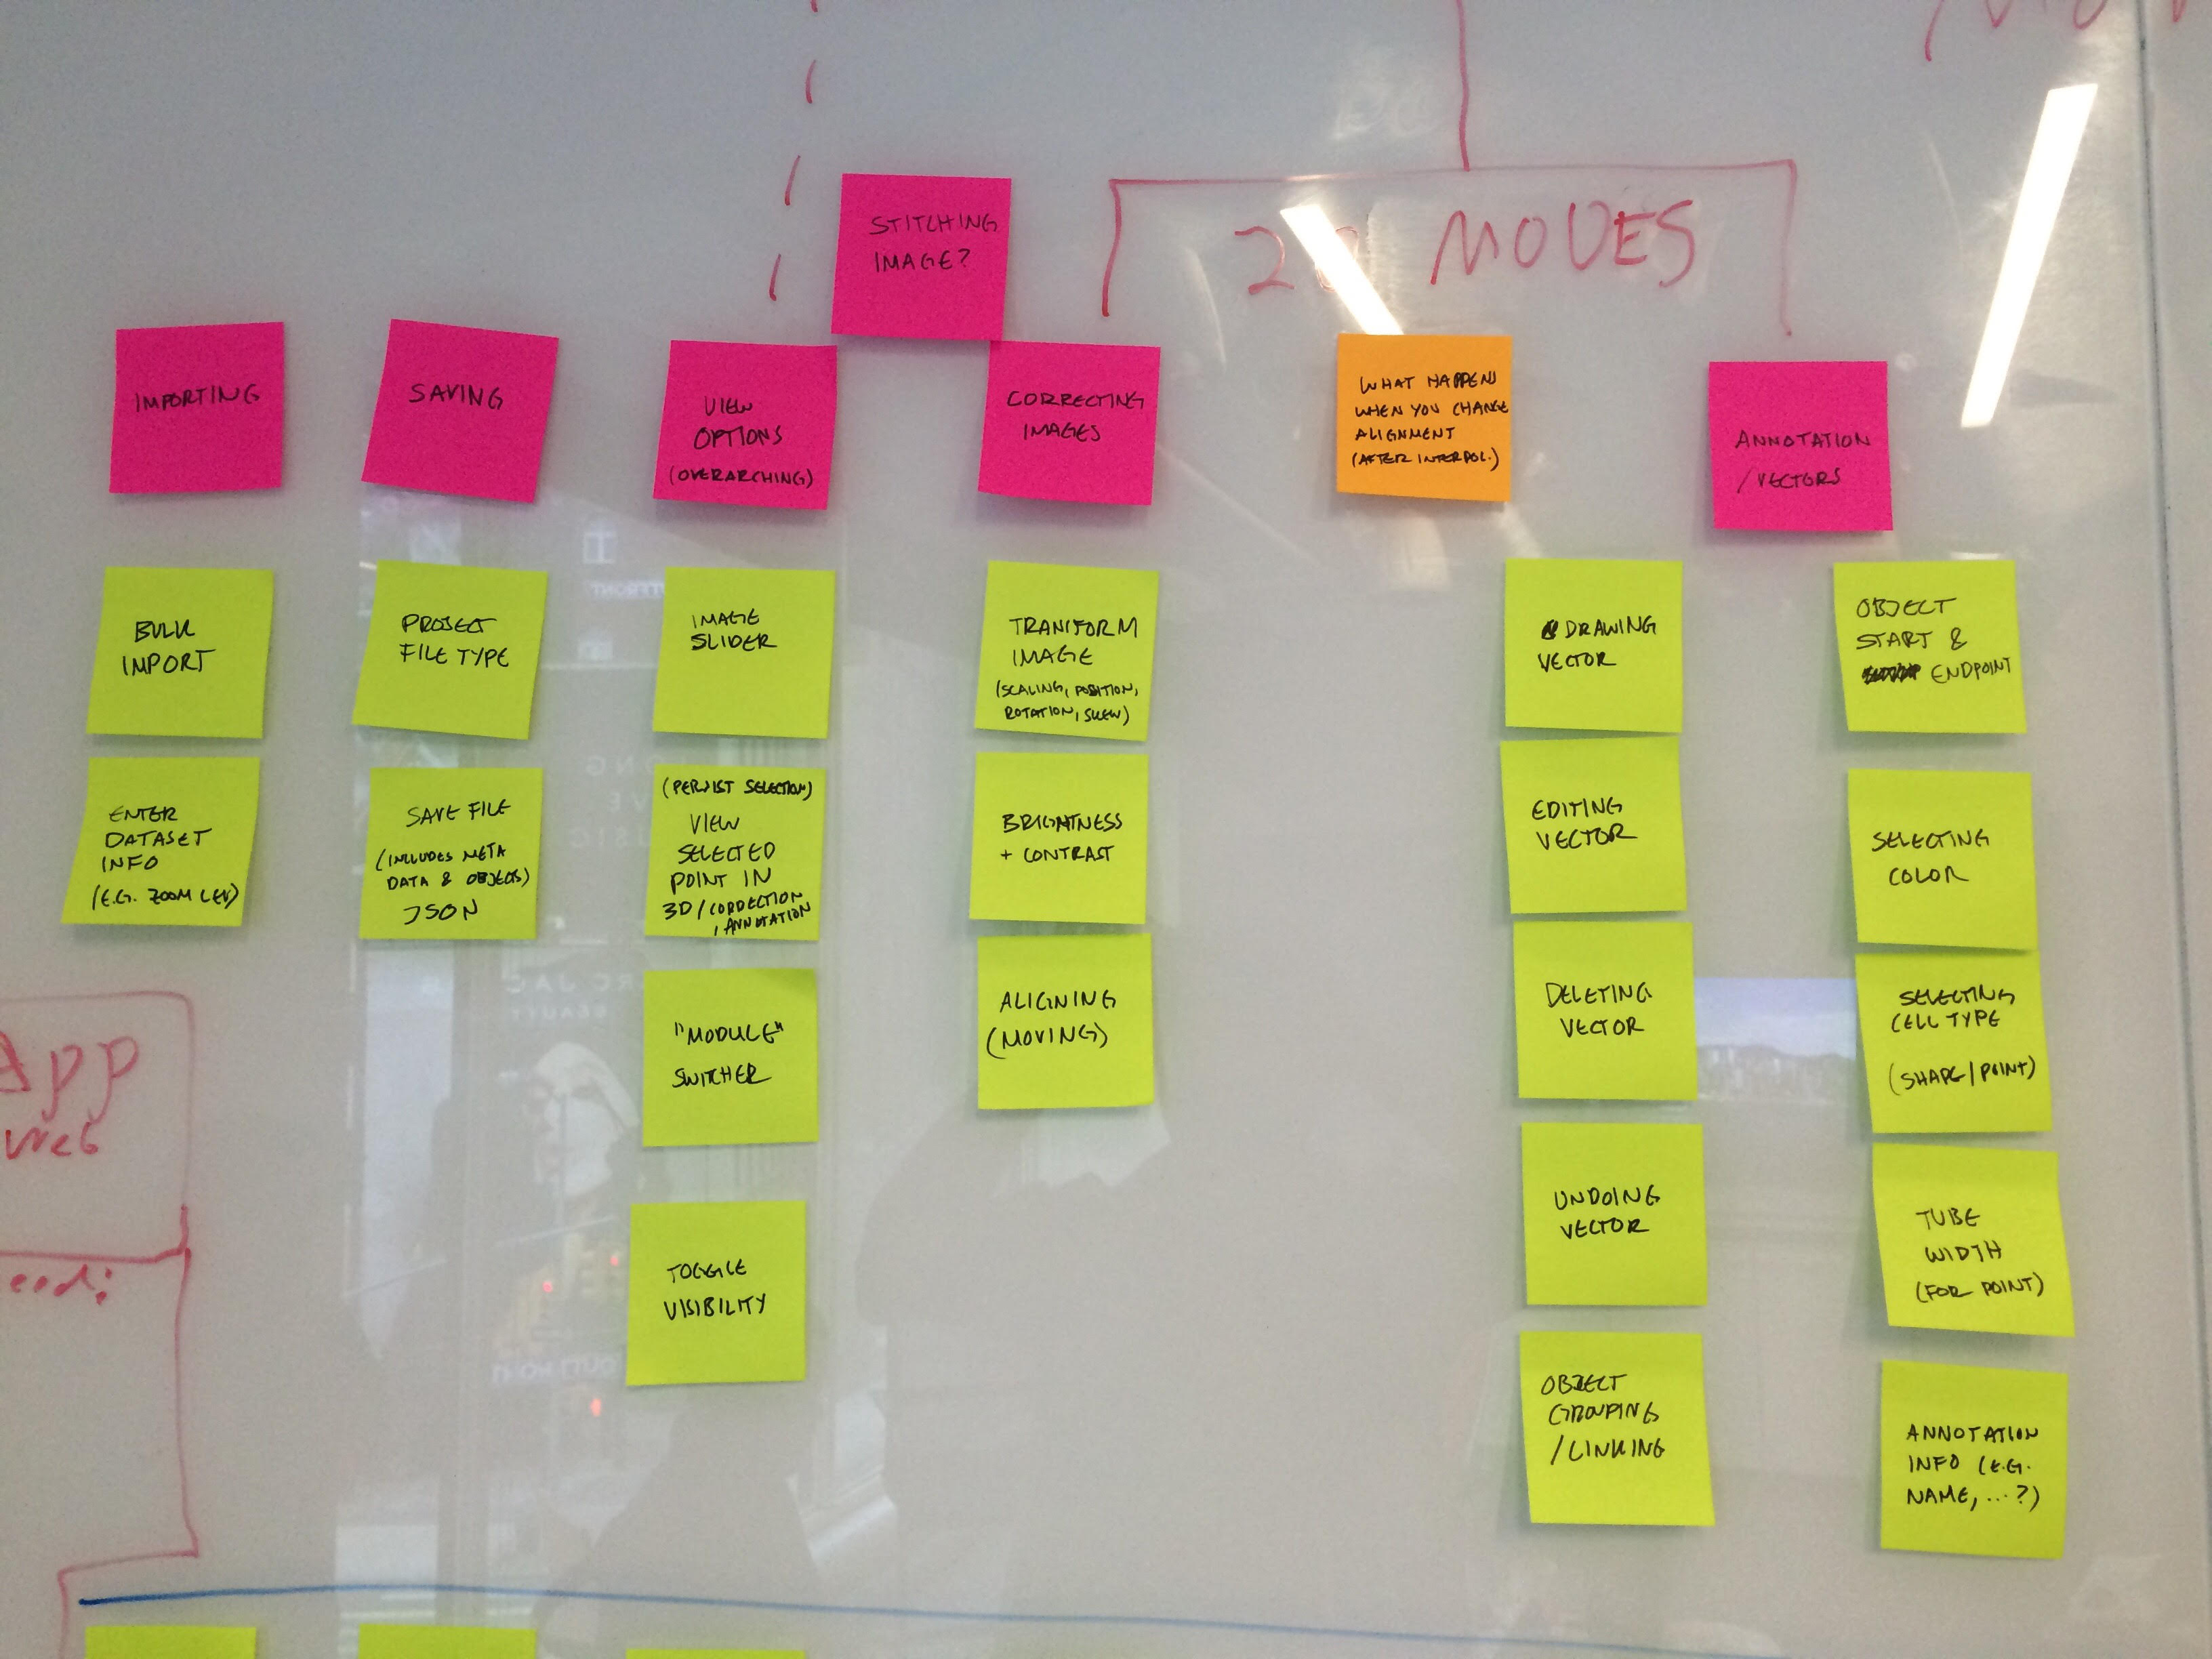 STITCHING
IMAGE?
MOVES
IMPORTING
SAVING
VIEW
OPTIONS
(OVERARCHING)
CORRECTING
IMAGES
WHAT HAPPENS
WHEN YOU CHANGE
ALIGNMENT
(AFTER INTERPOL.)
ANNOTATION
/VECTORS
BULK
IMPORT
ENTER
DATASET
INFO
(E.G. ZOOM LEV)
PROJECT
FILE TYPE
SAVE FILE
(INCLUDES META
DATA & OBJECTS)
JSON
IMAGE
SLIDER
(PERSIST SELECTION)
VIEW
SELECTED
POINT IN
3D/CORRECTION
, ANNOTATION
"MODULE"
SWITCHER
TOGGLE
VISIBILITY
TRANSFORM
IMAGE
(SCALING, POSITION,
ROTATION, SKEW)
BRIGHTNESS
+ CONTRAST
ALIGNING
(MOVING)
DRAWING
VECTOR
EDITING
VECTOR
DELETING
VECTOR
UNDOING
VECTOR
OBJECT
GROUPING
/LINKING
OBJECT
START &
ENDPOINT
SELECTING
COLOR
SELECTING
CELL TYPE
(SHAPE/POINT)
TUBE
WIDTH
(FOR POINT)
ANNOTATION
INFO (E.G.
NAME, ...?)
App
Web